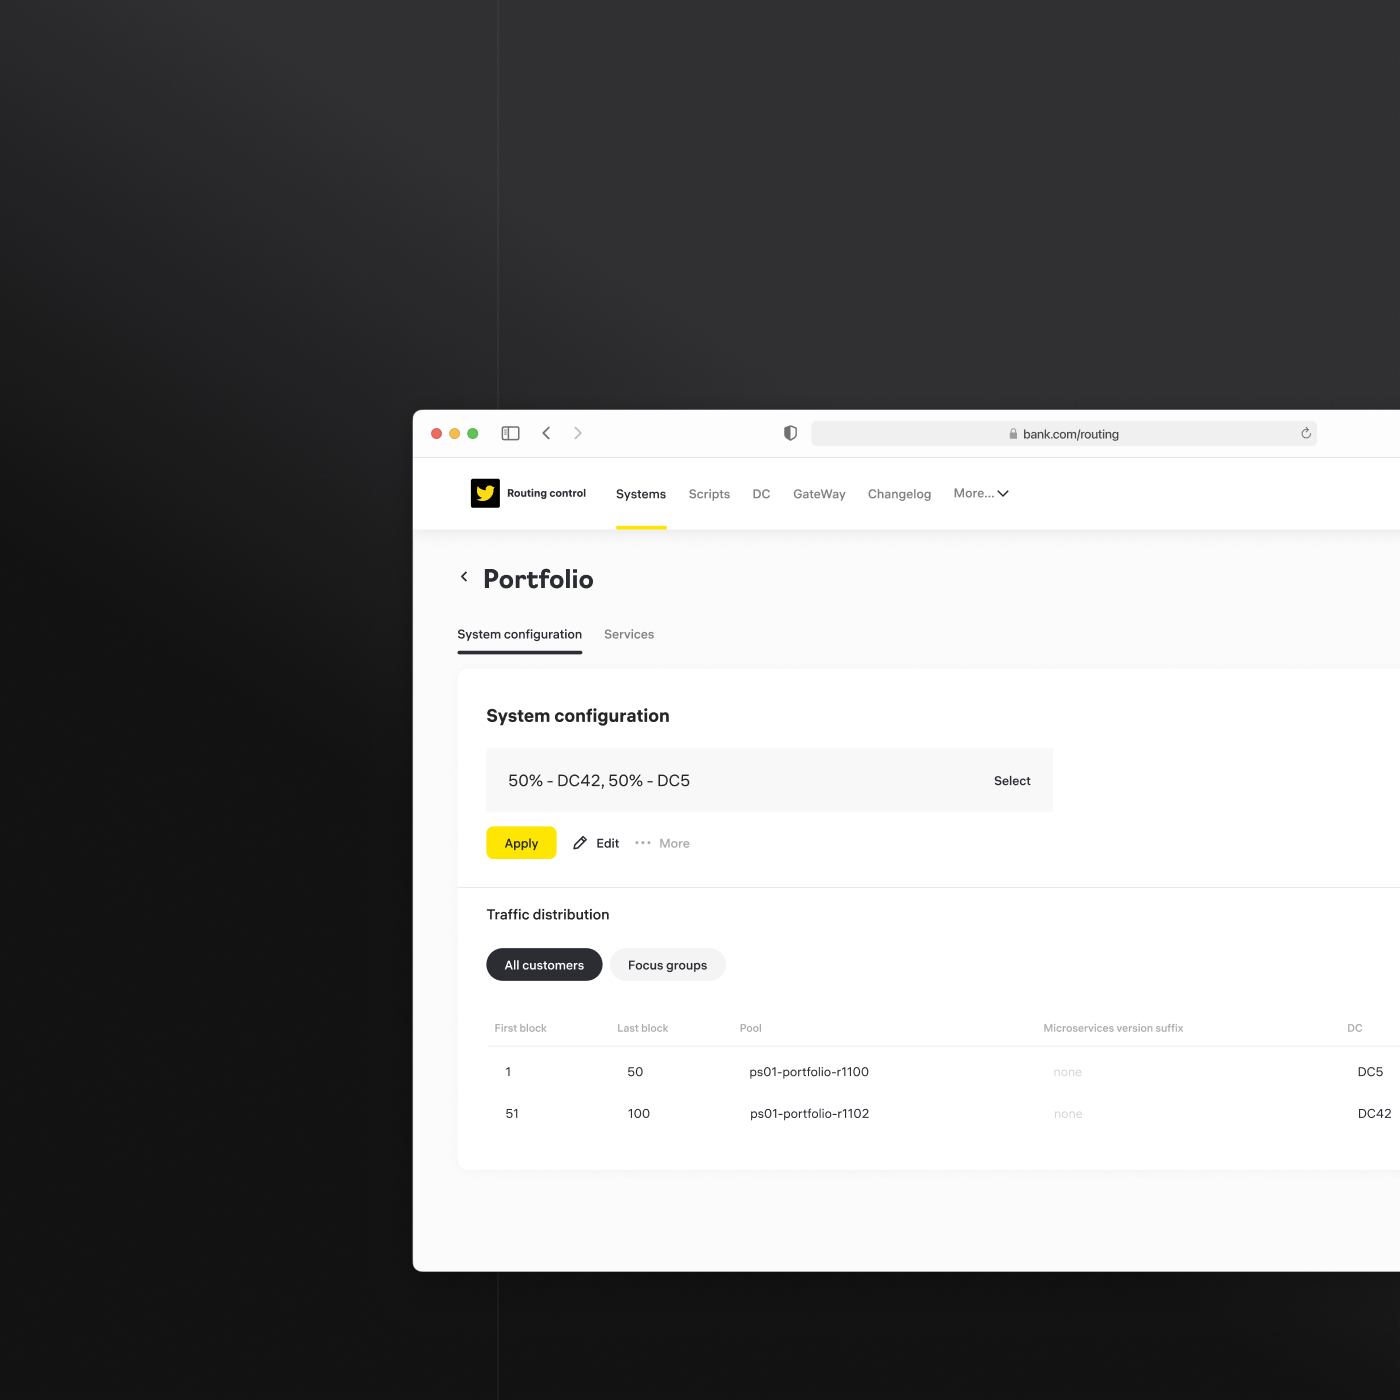 bank.com/routing
Routing control Systems Scripts DC GateWay Changelog More...
Portfolio
System configuration Services
System configuration
50% - DC42, 50% - DC5 Select
Apply Edit ••• More
Traffic distribution
All customers Focus groups
First block Last block Pool Microservices version suffix DC
1 50 ps01-portfolio-r1100 none DC5
51 100 ps01-portfolio-r1102 none DC42